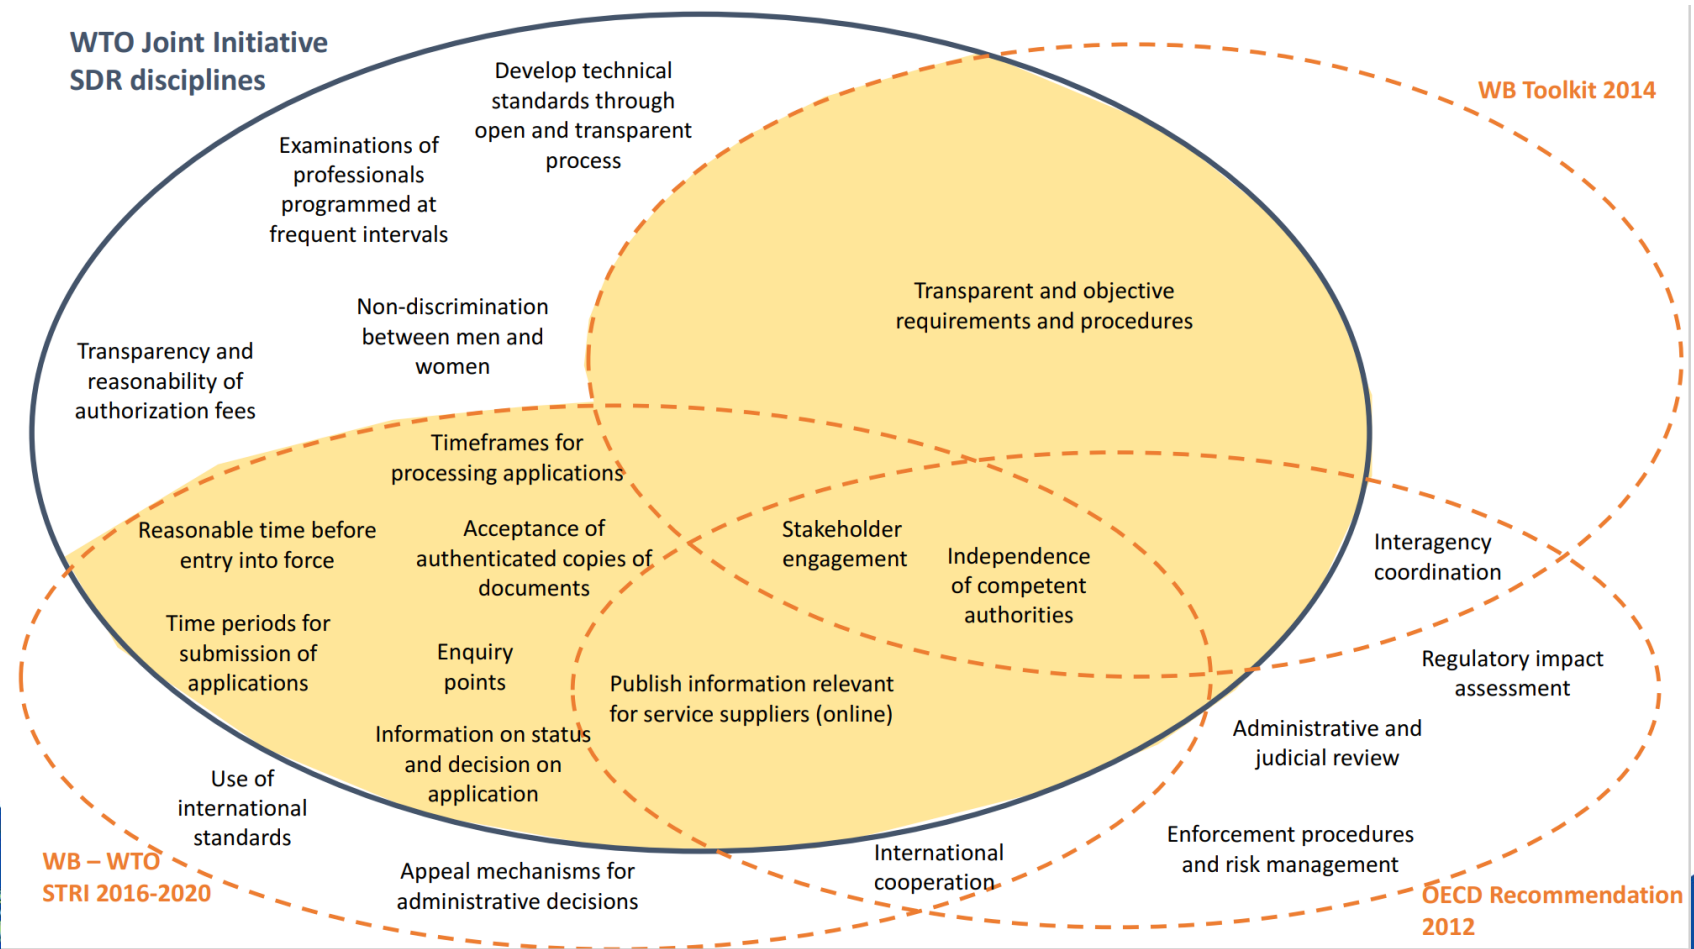 WTO Joint Initiative
SDR disciplines
Develop technical
standards through
open and transparent
process
WB Toolkit 2014
Examinations of
professionals
programmed at
frequent intervals
Non-discrimination
between men and
women
Transparent and objective
requirements and procedures
Transparency and
reasonability of
authorization fees
Timeframes for
processing applications
Reasonable time before
entry into force
Acceptance of
authenticated copies of
documents
Stakeholder
engagement
Independence
of competent
authorities
Interagency
coordination
Time periods for
submission of
applications
Enquiry
points
Publish information relevant
for service suppliers (online)
Regulatory impact
assessment
Information on status
and decision on
application
Administrative and
judicial review
Use of
international
standards
Enforcement procedures
and risk management
WB – WTO
STRI 2016-2020
Appeal mechanisms for
administrative decisions
International
cooperation
OECD Recommendation
2012